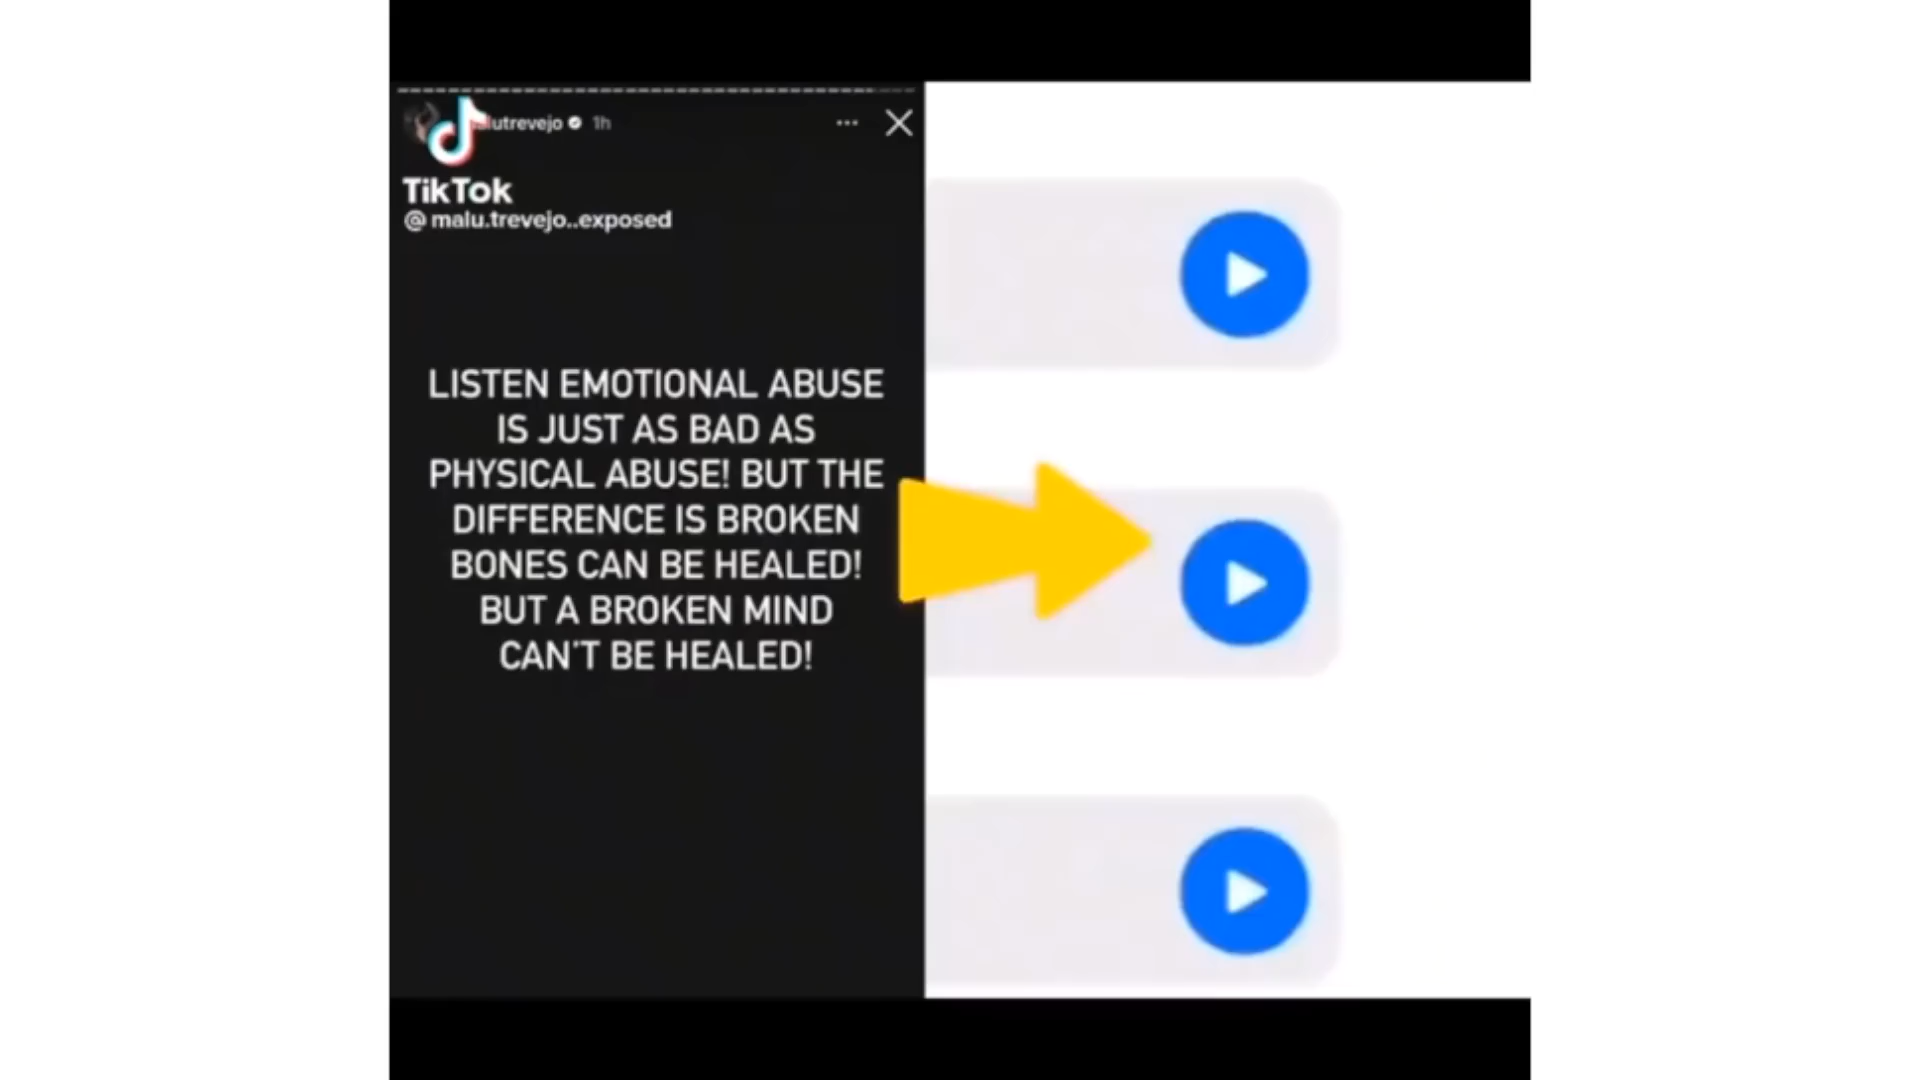 lutrevejo 1h
TikTok
@malu.trevejo..exposed
LISTEN EMOTIONAL ABUSE
IS JUST AS BAD AS
PHYSICAL ABUSE! BUT THE
DIFFERENCE IS BROKEN
BONES CAN BE HEALED!
BUT A BROKEN MIND
CAN'T BE HEALED!